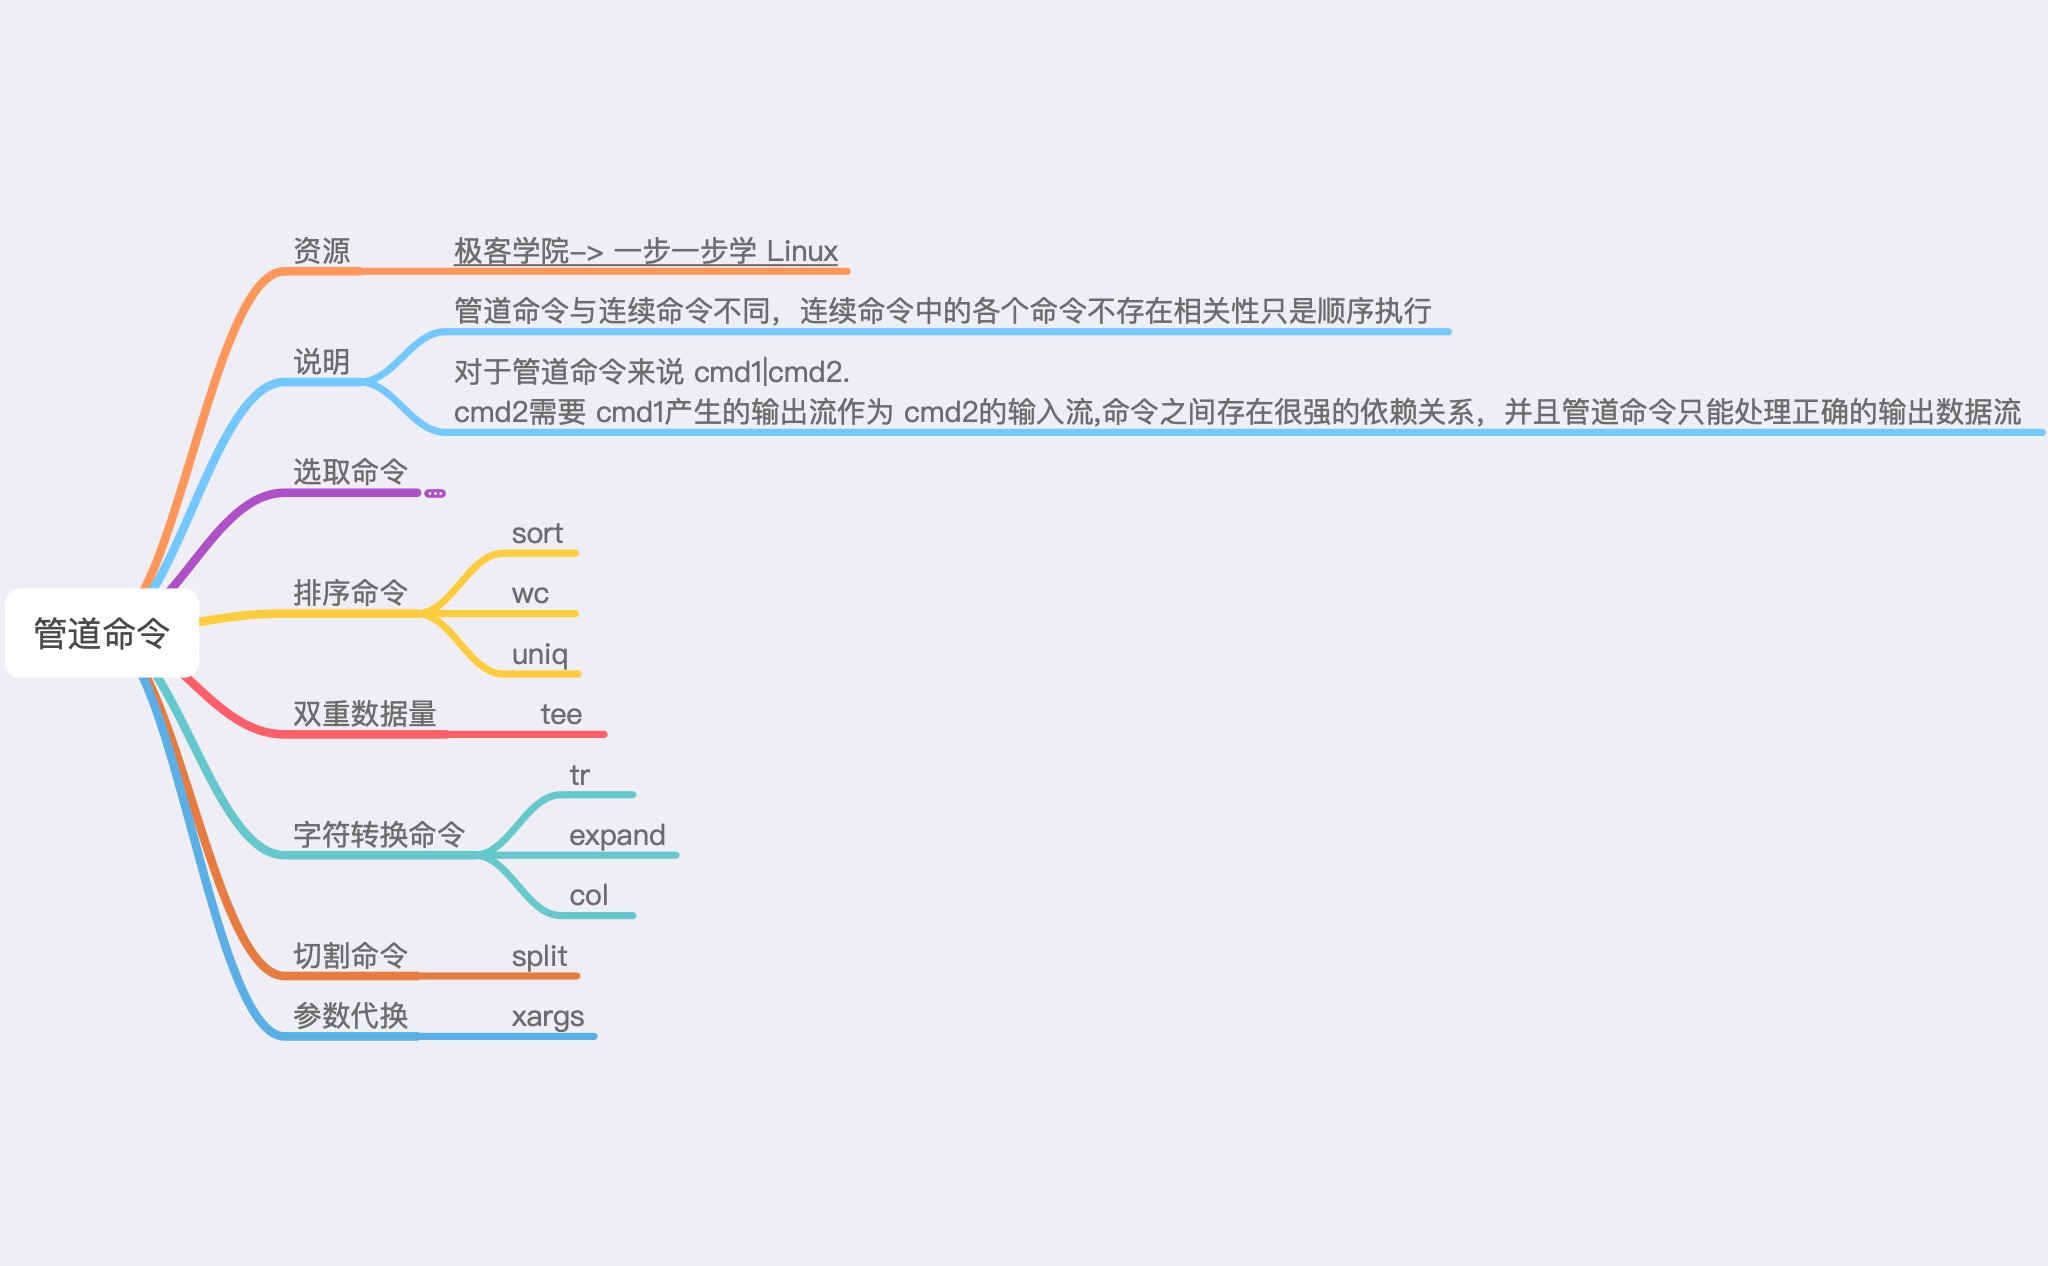 资源
极客学院-> 一步一步学 Linux
管道命令与连续命令不同，连续命令中的各个命令不存在相关性只是顺序执行
说明
对于管道命令来说 cmd1|cmd2.
cmd2需要 cmd1产生的输出流作为 cmd2的输入流,命令之间存在很强的依赖关系，并且管道命令只能处理正确的输出数据流
选取命令
sort
排序命令
wc
管道命令
uniq
双重数据量
tee
tr
字符转换命令
expand
col
切割命令
split
参数代换
xargs